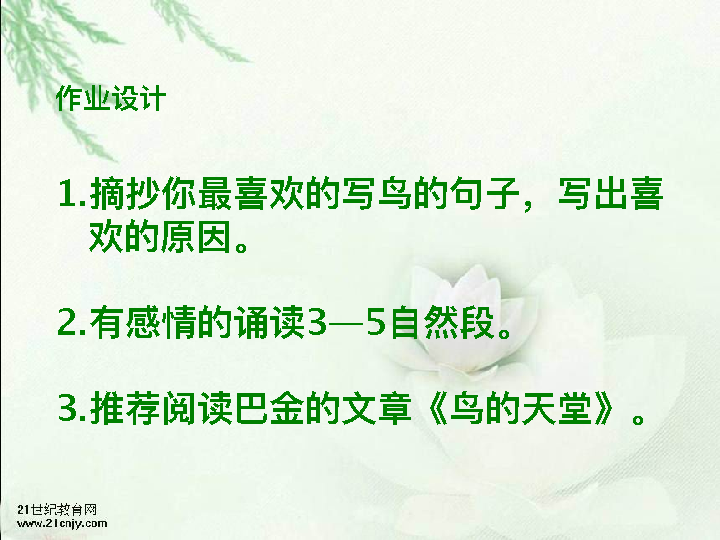 作业设计
1.摘抄你最喜欢的写鸟的句子，写出喜
欢的原因。
2.有感情的诵读3—5自然段。
3.推荐阅读巴金的文章《鸟的天堂》。
21世纪教育网
www.21cnjy.com